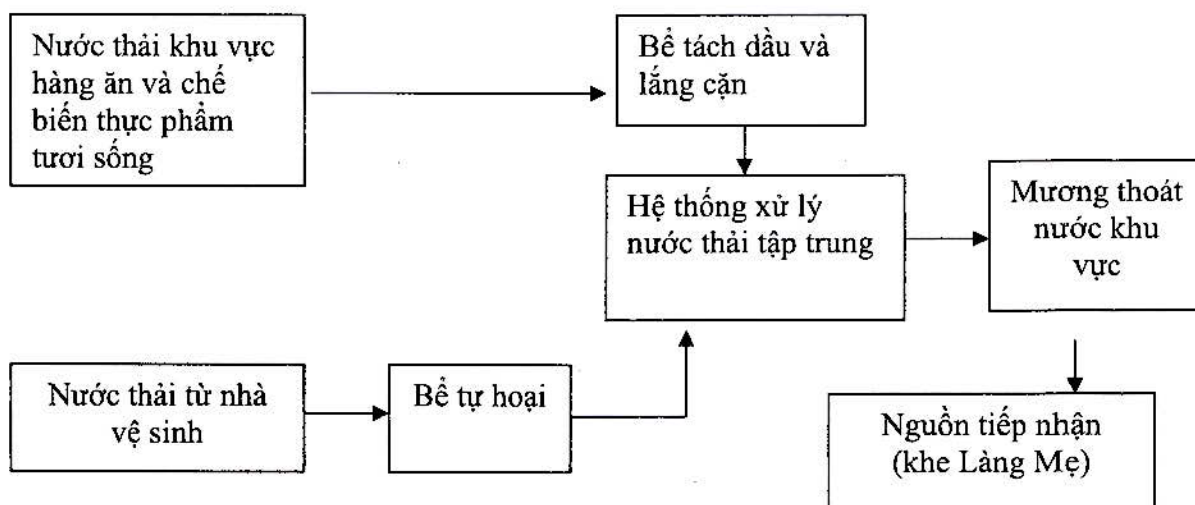 Nước thải khu vực
hàng ăn và chế
biến thực phẩm
tươi sống
Bể tách dầu và
lắng cặn
Hệ thống xử lý
nước thải tập trung
Mương thoát
nước khu
vực
Nước thải từ nhà
vệ sinh
Bể tự hoại
Nguồn tiếp nhận
(khe Làng Mẹ)